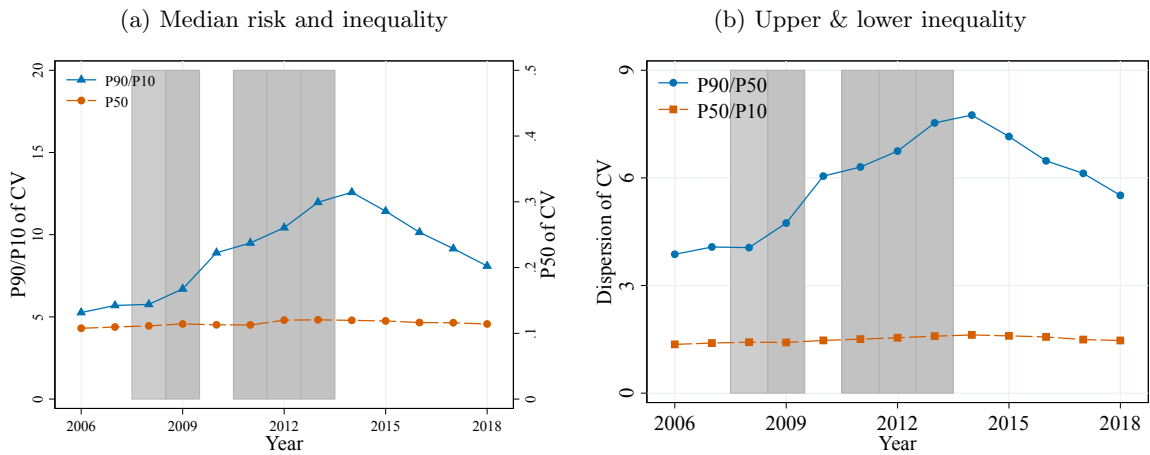 (a) Median risk and inequality
P90/P10
P50
P90/P10 of CV
0
5
10
15
20
P50 of CV
0
.1
.2
.3
.4
.5
2006
2009
2012
2015
2018
Year
(b) Upper & lower inequality
P90/P50
P50/P10
Dispersion of CV
0
3
6
9
2006
2009
2012
2015
2018
Year